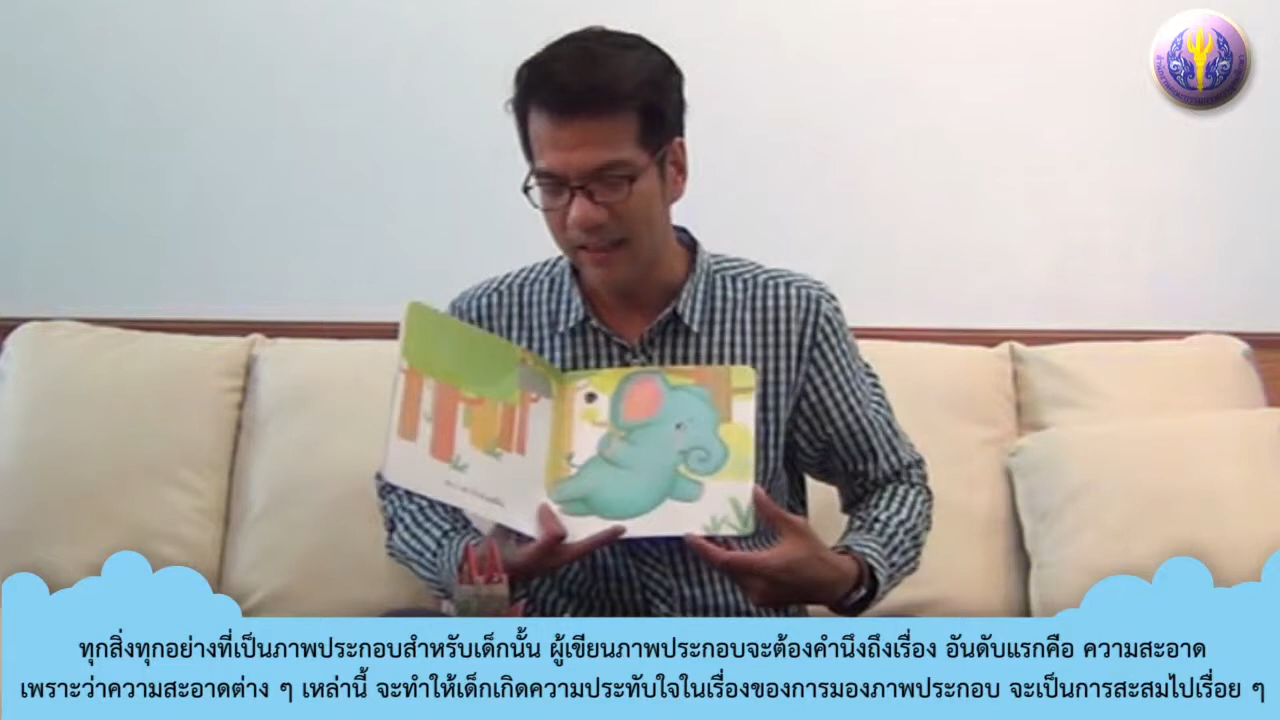 ทุกสิ่งทุกอย่างที่เป็นภาพประกอบสำหรับเด็กนั้น ผู้เขียนภาพประกอบจะต้องคำนึงถึงเรื่อง อันดับแรกคือ ความสะอาด
เพราะว่าความสะอาดต่าง ๆ เหล่านี้ จะทำให้เด็กเกิดความประทับใจในเรื่องของการมองภาพประกอบ จะเป็นการสะสมไปเรื่อย ๆ